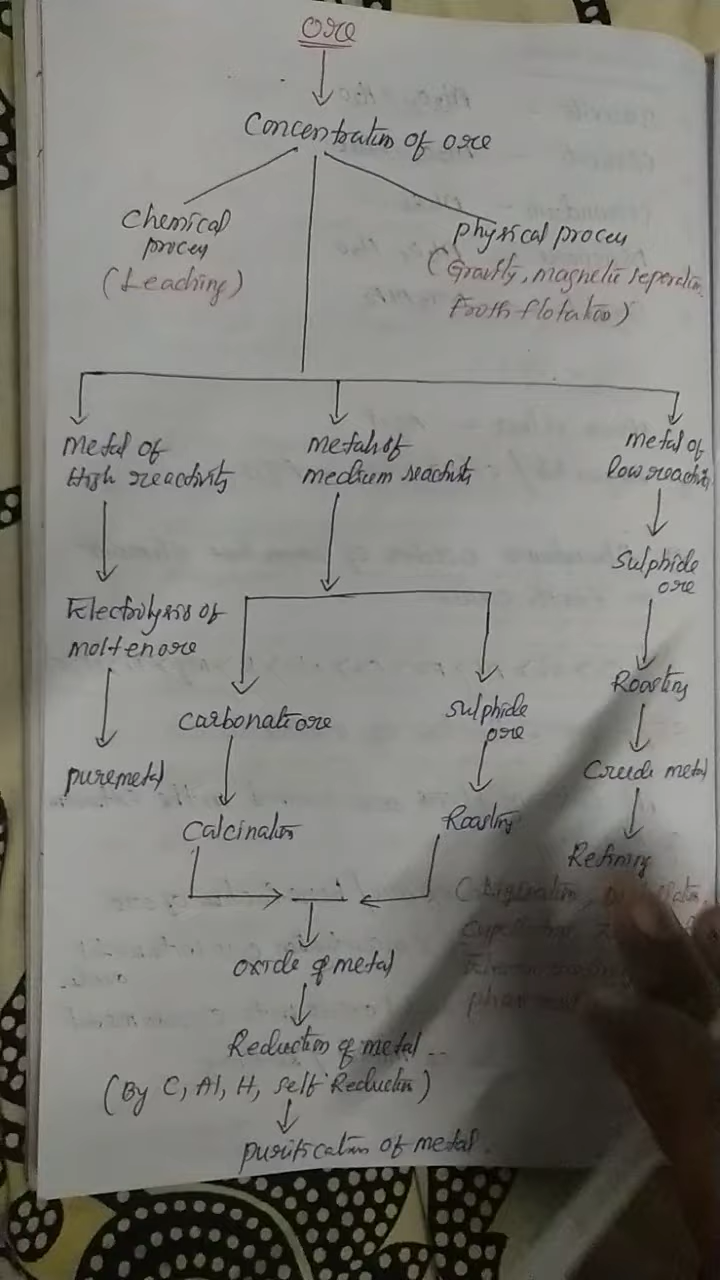 Ore
Concentration of ore
Chemical
process
(Leaching)
physical process
(Gravity, magnetic seperation
Froth flotation)
metal of
High reactivity
metals of
medium reactivity
metal of
low reactivity
Sulphide
ore
Electrolysis of
molten ore
Roasting
Carbonate ore
sulphide
ore
pure metal
Crude metal
Calcination
Roasting
Refining
oxide of metal
Reduction of metal
(By C, Al, H, self Reduction)
purification of metal.